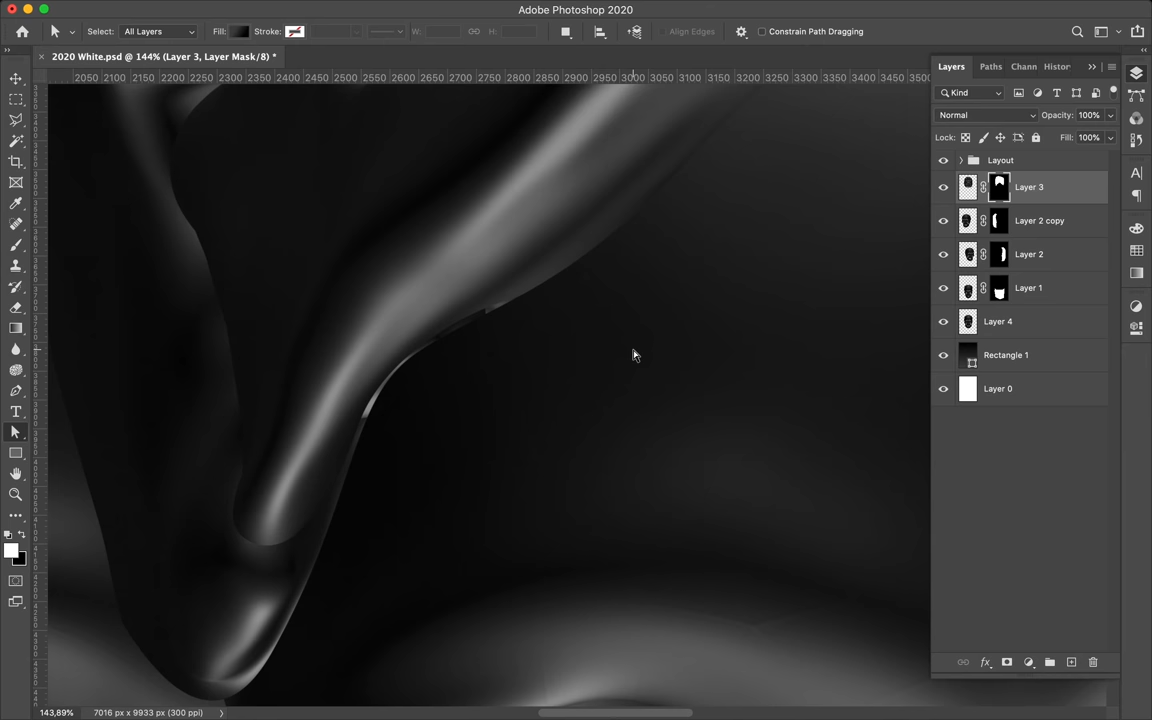 Adobe Photoshop 2020
Select: All Layers Fill: Stroke: W: H: Align Edges Constrain Path Dragging
2020 White.psd @ 144% (Layer 3, Layer Mask/8) *
2050 2100 2150 2200 2250 2300 2350 2400 2450 2500 2550 2600 2650 2700 2750 2800 2850 2900 2950 3000 3050 3100 3150 3200 3250 3300 3350 3400 3450 3500
Layers Paths Chann Histor
Kind
Normal Opacity: 100%
Lock: Fill: 100%
Layout
Layer 3
Layer 2 copy
Layer 2
Layer 1
Layer 4
Rectangle 1
Layer 0
fx
143,89% 7016 px x 9933 px (300 ppi)